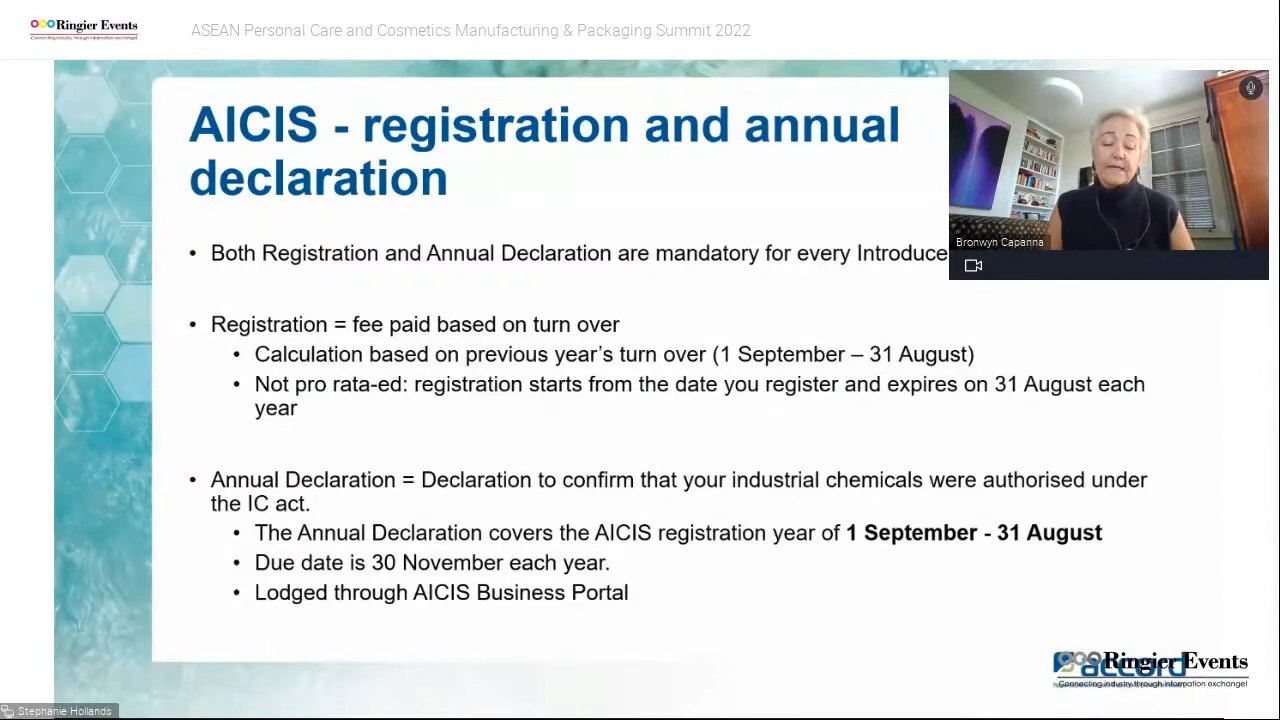 Ringier Events
Connecting industry through information exchange!
ASEAN Personal Care and Cosmetics Manufacturing & Packaging Summit 2022
AICIS - registration and annual
declaration
Bronwyn Capanna
• Both Registration and Annual Declaration are mandatory for every Introduce
• Registration = fee paid based on turn over
• Calculation based on previous year's turn over (1 September – 31 August)
• Not pro rata-ed: registration starts from the date you register and expires on 31 August each
year
• Annual Declaration = Declaration to confirm that your industrial chemicals were authorised under
the IC act.
• The Annual Declaration covers the AICIS registration year of 1 September - 31 August
• Due date is 30 November each year.
• Lodged through AICIS Business Portal
accord
Ringier Events
Connecting industry through information exchange!
Stephanie Hollands